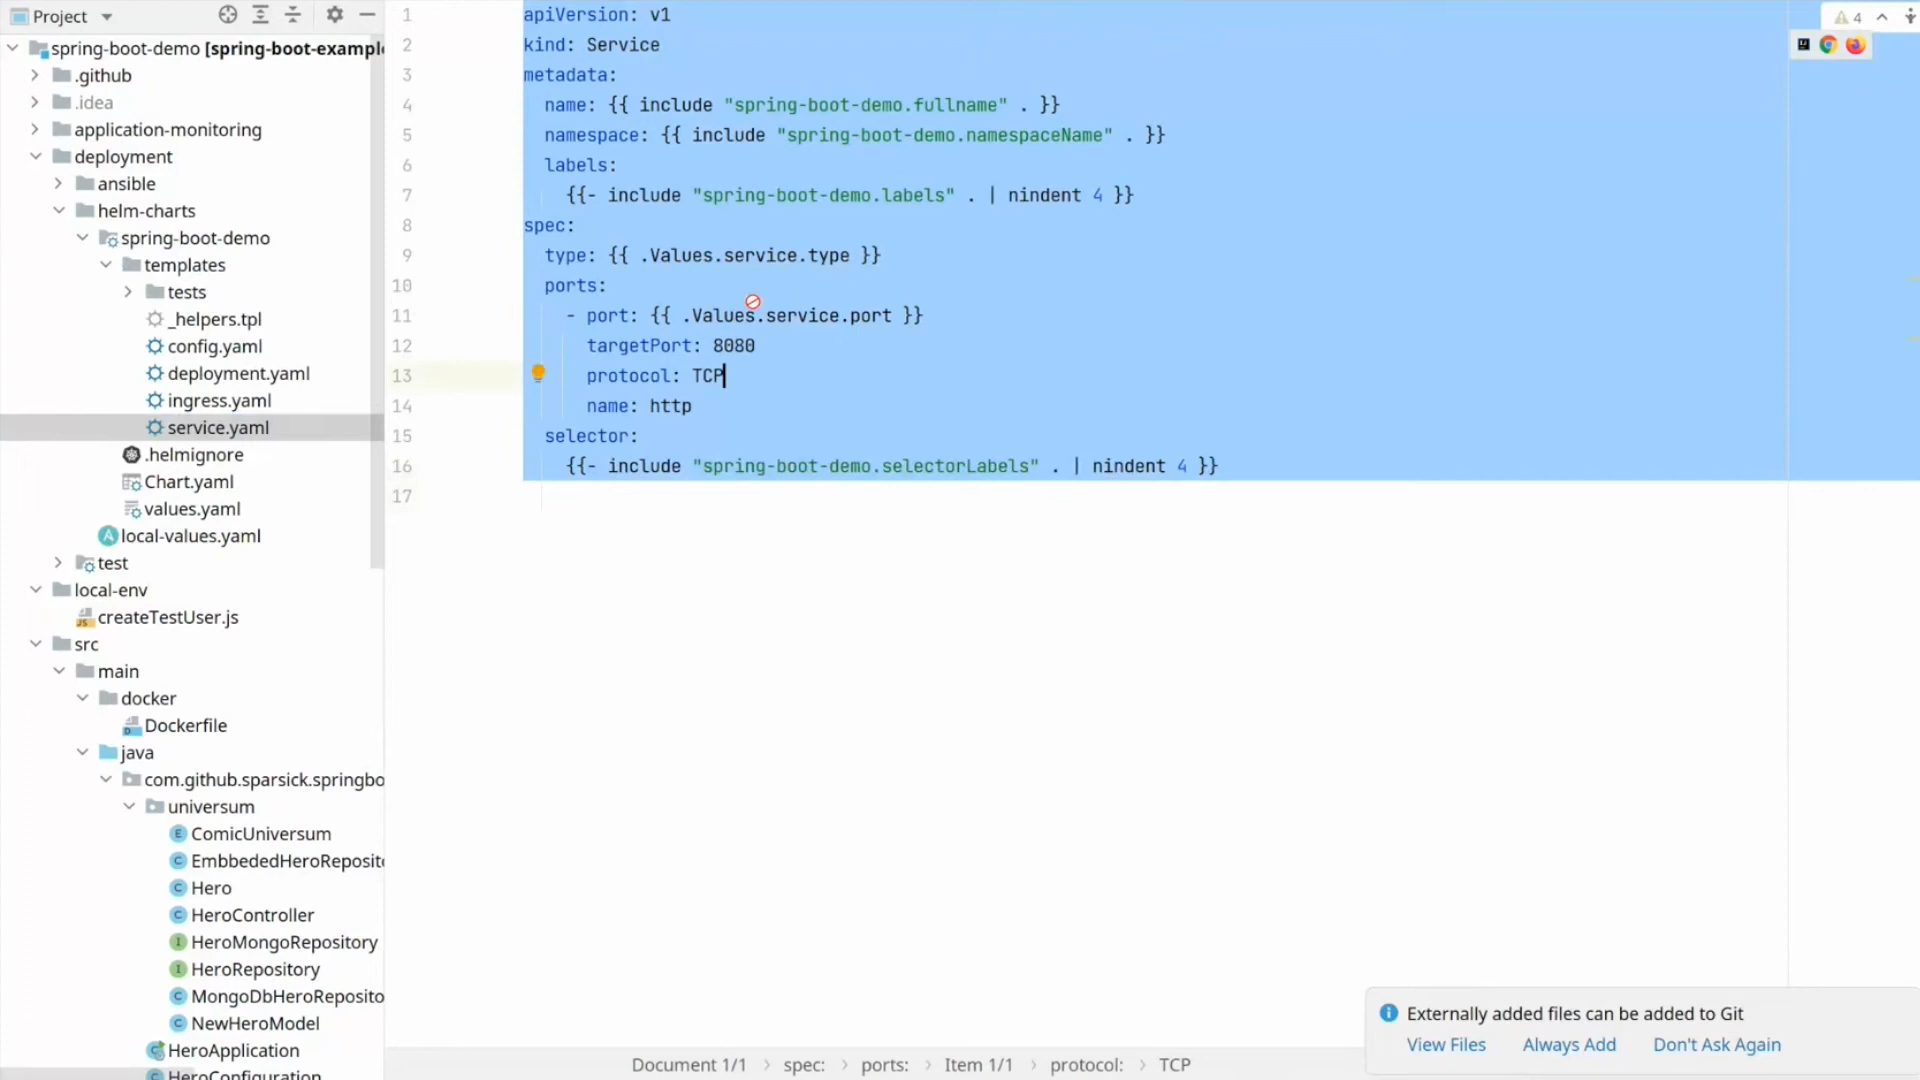 Project
spring-boot-demo [spring-boot-example
.github
.idea
application-monitoring
deployment
ansible
helm-charts
spring-boot-demo
templates
tests
_helpers.tpl
config.yaml
deployment.yaml
ingress.yaml
service.yaml
.helmignore
Chart.yaml
values.yaml
local-values.yaml
test
local-env
createTestUser.js
src
main
docker
Dockerfile
java
com.github.sparsick.springbo
universum
ComicUniversum
EmbbededHeroReposito
Hero
HeroController
HeroMongoRepository
HeroRepository
MongoDbHeroReposito
NewHeroModel
HeroApplication
HeroConfiguration
1 apiVersion: v1
2 kind: Service
3 metadata:
4 name: {{ include "spring-boot-demo.fullname" . }}
5 namespace: {{ include "spring-boot-demo.namespaceName" . }}
6 labels:
7 {{- include "spring-boot-demo.labels" . | nindent 4 }}
8 spec:
9 type: {{ .Values.service.type }}
10 ports:
11 - port: {{ .Values.service.port }}
12 targetPort: 8080
13 protocol: TCP
14 name: http
15 selector:
16 {{- include "spring-boot-demo.selectorLabels" . | nindent 4 }}
17
4
Externally added files can be added to Git
View Files Always Add Don't Ask Again
Document 1/1 › spec: › ports: › Item 1/1 › protocol: › TCP